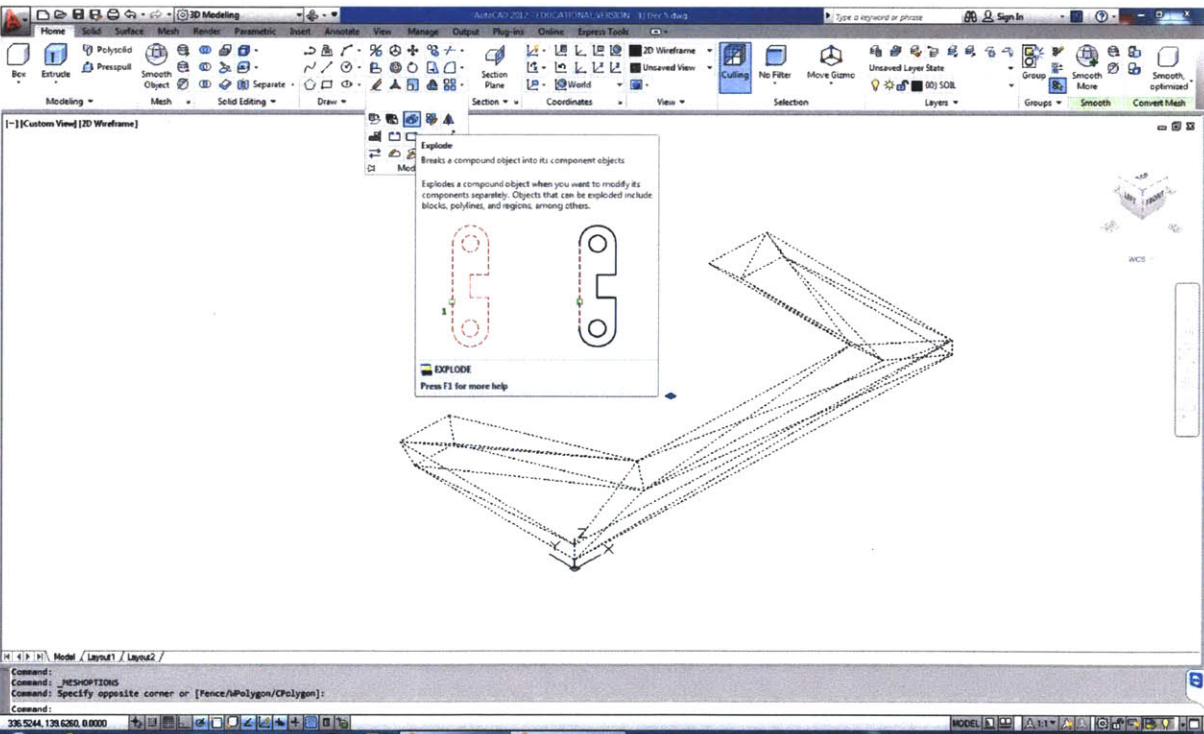 3D Modeling
AutoCAD 2012 - EDUCATIONAL VERSION
Type a keyword or phrase
Sign In
Home Solid Surface Mesh Render Parametric Insert Annotate View Manage Output Plug-ins Online Express Tools
Box
Extrude
Polysolid
Presspull
Smooth
Object
Separate
Section
Plane
World
2D Wireframe
Unsaved View
Culling
No Filter
Move Gizmo
Unsaved Layer State
SOIL
Group
Smooth
More
Smooth,
optimized
Modeling
Mesh
Solid Editing
Draw
Section
Coordinates
View
Selection
Layers
Groups
Smooth
Convert Mesh
[-] [Custom View] [2D Wireframe]
Explode
Breaks a compound object into its component objects
Explodes a compound object when you want to modify its
components separately. Objects that can be exploded include
blocks, polylines, and regions, among others.
1
EXPLODE
Press F1 for more help
LEFT FRONT
WCS
Z
Y X
Model / Layout1 / Layout2 /
Command:
Command: _MESHOPTIONS
Command: Specify opposite corner or [Fence/WPolygon/CPolygon]:
Command:
336.5244, 139.6260, 0.0000
MODEL
1:1